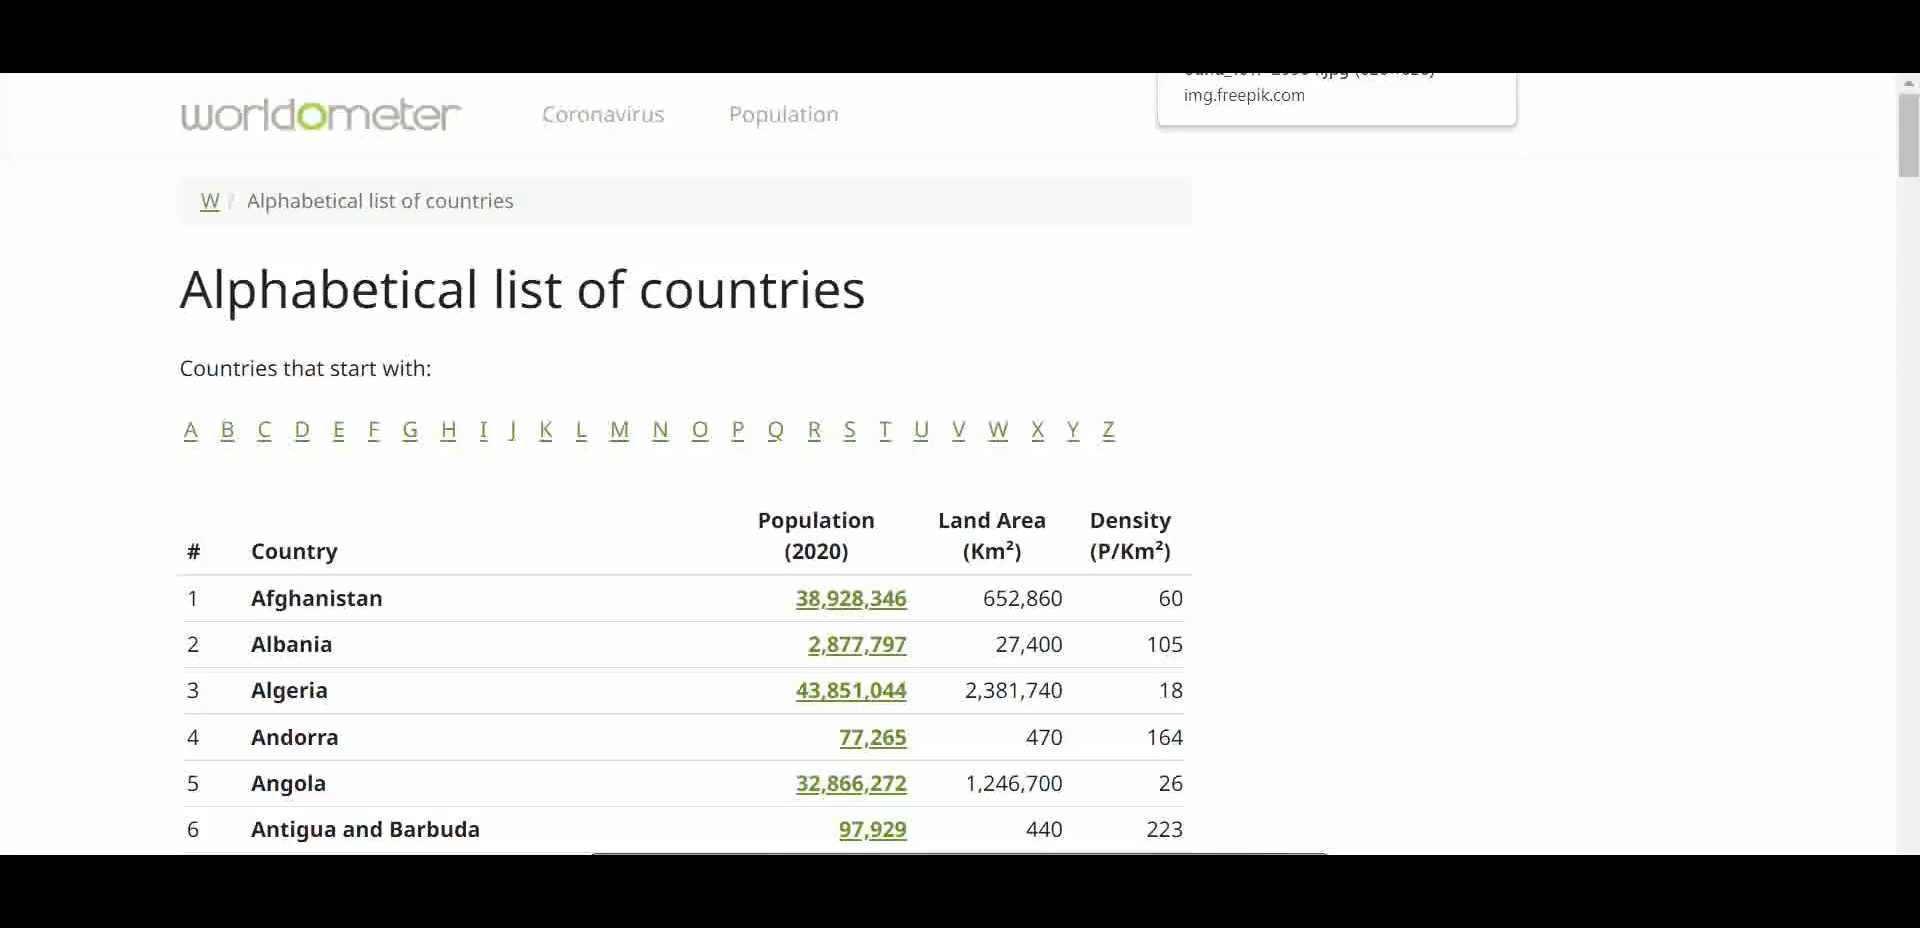 img.freepik.com
worldometer Coronavirus Population
W / Alphabetical list of countries
Alphabetical list of countries
Countries that start with:
A B C D E F G H I J K L M N O P Q R S T U V W X Y Z
Population Land Area Density
# Country (2020) (Km²) (P/Km²)
1 Afghanistan 38,928,346 652,860 60
2 Albania 2,877,797 27,400 105
3 Algeria 43,851,044 2,381,740 18
4 Andorra 77,265 470 164
5 Angola 32,866,272 1,246,700 26
6 Antigua and Barbuda 97,929 440 223